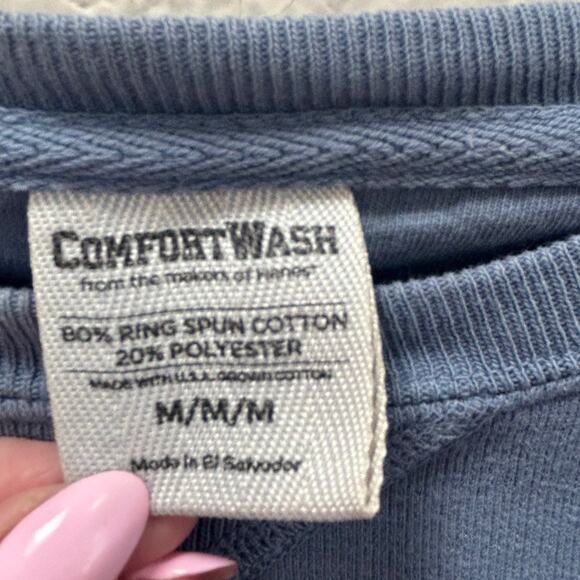 COMFORTWASH
from the makers of Hanes®
80% RING SPUN COTTON
20% POLYESTER
MADE WITH U.S.A. GROWN COTTON
M/M/M
Made in El Salvador